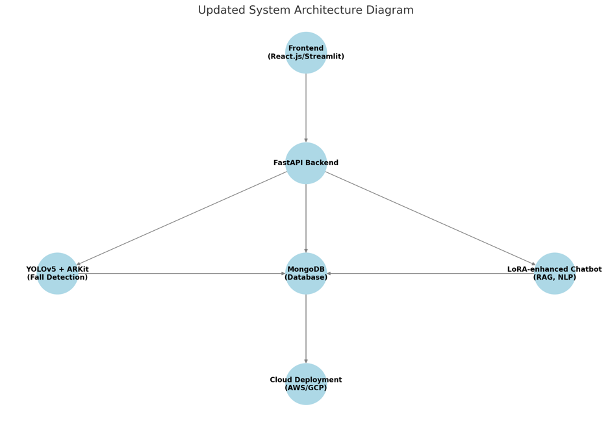 Updated System Architecture Diagram
Frontend
(React.js/Streamlit)
FastAPI Backend
YOLOv5 + ARKit
(Fall Detection)
MongoDB
(Database)
LoRA-enhanced Chatbot
(RAG, NLP)
Cloud Deployment
(AWS/GCP)